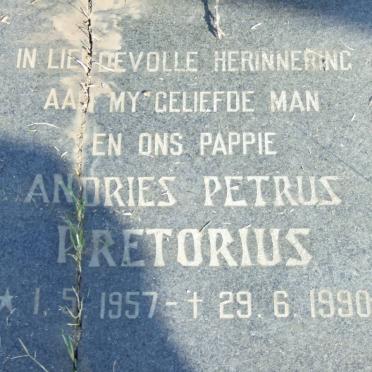 IN LIEFDEVOLLE HERINNERING
AAN MY GELIEFDE MAN
EN ONS PAPPIE
ANDRIES PETRUS
PRETORIUS
★ 1. 5. 1957 - † 29. 6. 1990